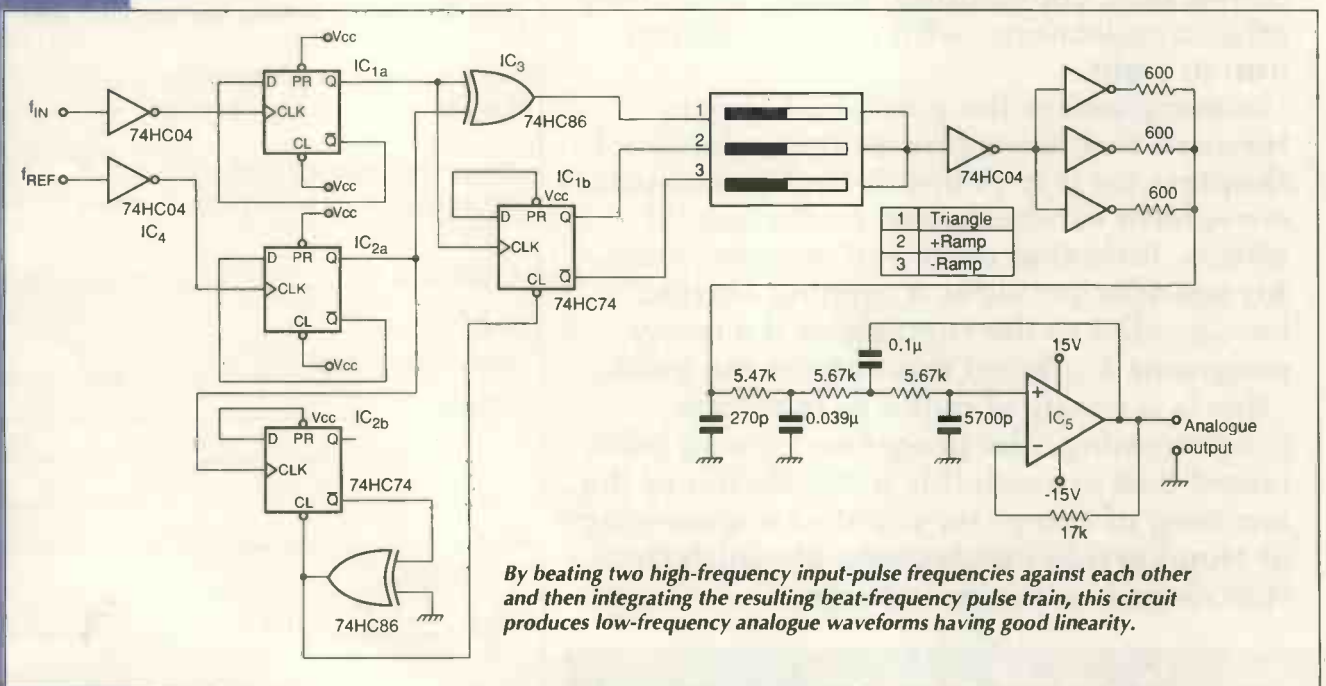 Vcc
D PR Q
IC1a
CLK
CL Q̅
Vcc
fIN
74HC04
fREF
74HC04
IC4
Vcc
D PR Q
IC2a
CLK
CL Q̅
Vcc
IC3
74HC86
IC1b
Vcc
D PR Q
CLK
CL Q̅
74HC74
Vcc
D PR Q
IC2b
CLK
74HC74
CL Q̅
74HC86
1
2
3
74HC04
600
600
600
1 Triangle
2 +Ramp
3 -Ramp
0.1µ
15V
5.47k
5.67k
5.67k
270p
0.039µ
5700p
+
IC5
−
Analogue
output
-15V
17k
By beating two high-frequency input-pulse frequencies against each other
and then integrating the resulting beat-frequency pulse train, this circuit
produces low-frequency analogue waveforms having good linearity.